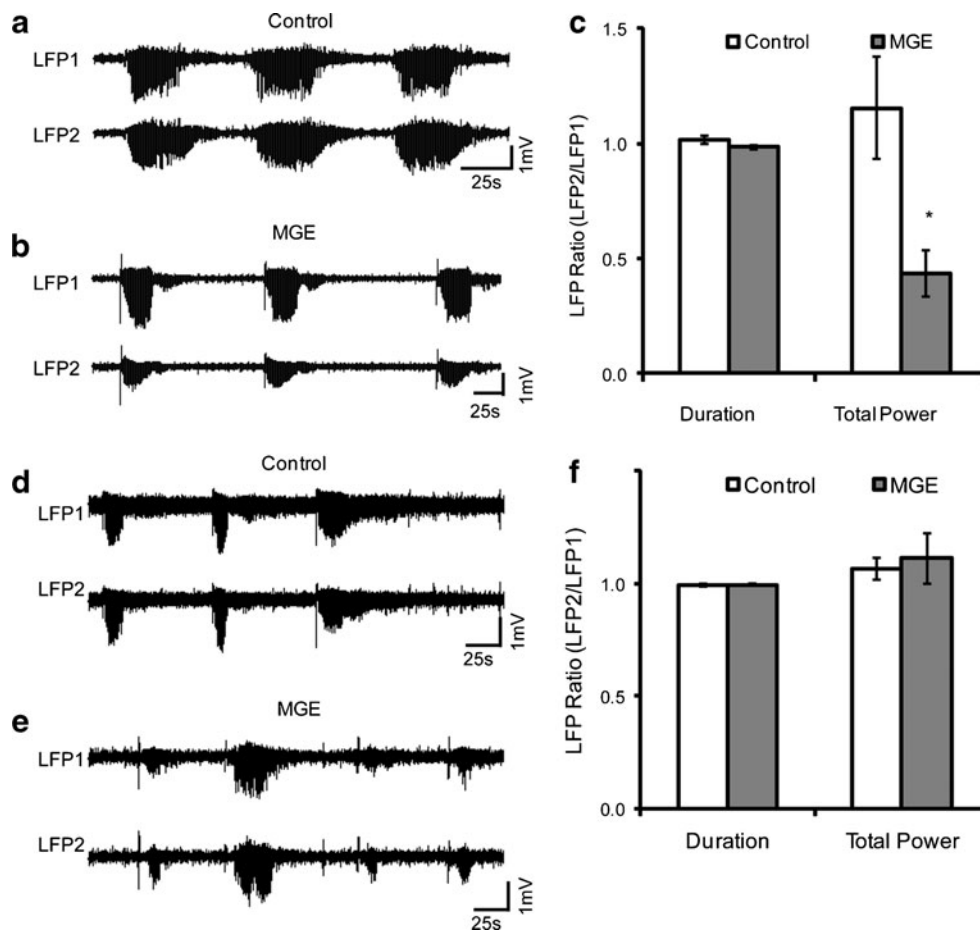 a
Control
LFP1
LFP2
25s
1mV
b
MGE
LFP1
LFP2
25s
1mV
c
Control
MGE
1.5
1.0
0.5
0.0
LFP Ratio (LFP2/LFP1)
*
Duration
Total Power
d
Control
LFP1
LFP2
25s
1mV
e
MGE
LFP1
LFP2
25s
1mV
f
Control
MGE
1.0
0.5
0.0
LFP Ratio (LFP2/LFP1)
Duration
Total Power